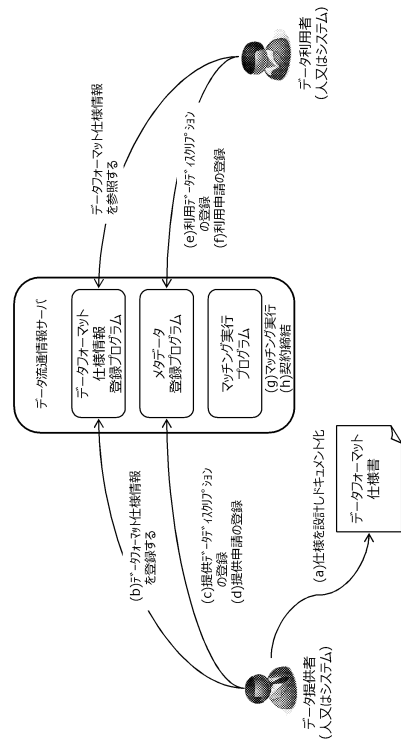 データ流通情報サーバ
データフォーマット
仕様情報
登録プログラム
メタデータ
登録プログラム
マッチング実行
プログラム
(g)マッチング実行
(h)契約締結
(b)データフォーマット仕様情報
を登録する
(c)提供データディスクリプション
の登録
(d)提供申請の登録
(a)仕様を設計しドキュメント化
データフォーマット
仕様書
データ提供者
(人又はシステム)
データフォーマット仕様情報
を参照する
(e)利用データディスクリプション
の登録
(f)利用申請の登録
データ利用者
(人又はシステム)